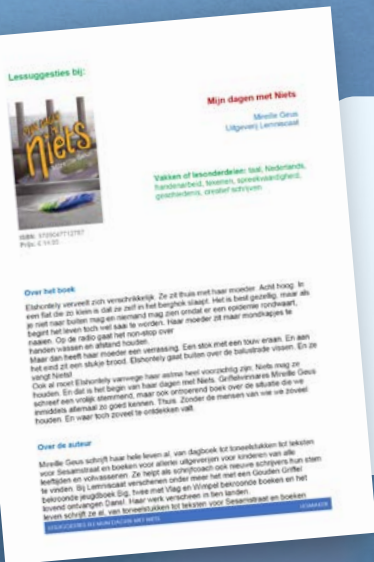 Lessuggesties bij:
mijn dagen met
niets
Mijn dagen met Niets
Mireille Geus
Uitgeverij Lemniscaat
Vakken of lesonderdelen: taal, Nederlands,
handenarbeid, tekenen, spreekvaardigheid,
geschiedenis, creatief schrijven
ISBN:
Prijs: €
Over het boek
Elshontely verveelt zich verschrikkelijk. Ze zit thuis met haar moeder. Acht hoog. In
een flat die zo klein is dat ze zelf in het berghok slaapt. Het is best gezellig, maar als
je niet naar buiten mag en niemand mag zien omdat er een epidemie rondwaart,
begint het leven toch wel saai te worden. Haar moeder zit maar mondkapjes te
naaien. Op de radio gaat het non-stop over
handen wassen en afstand houden.
Maar dan heeft haar moeder een verrassing. Een stok met een touw eraan. En aan
het eind zit een stukje brood. Elshontely gaat buiten over de balustrade vissen. En ze
vangt Niets!
Ook al moet Elshontely vanwege haar astma heel voorzichtig zijn; Niets mag ze
houden. En dat is het begin van haar dagen met Niets. Griffelwinnares Mireille Geus
schreef een vrolijk stemmend, maar ook ontroerend boek over de situatie die we
inmiddels allemaal zo goed kennen. Thuis. Zonder de mensen van wie we zoveel
houden. En waar toch zoveel te ontdekken valt.
Over de auteur
Mireille Geus schrijft haar hele leven al, van dagboek tot toneelstukken tot teksten
voor Sesamstraat en boeken voor allerlei uitgeverijen voor kinderen van alle
leeftijden en volwassenen. Ze helpt als schrijfcoach ook nieuwe schrijvers hun stem
te vinden. Bij Lemniscaat verschenen onder meer het met een Gouden Griffel
bekroonde jeugdboek Big, twee met Vlag en Wimpel bekroonde boeken en het
lovend ontvangen Dans!. Haar werk verscheen in tien landen.
leven schrijft ze al, van toneelstukken tot teksten voor Sesamstraat en boeken
LESSUGGESTIES BIJ MIJN DAGEN MET NIETS